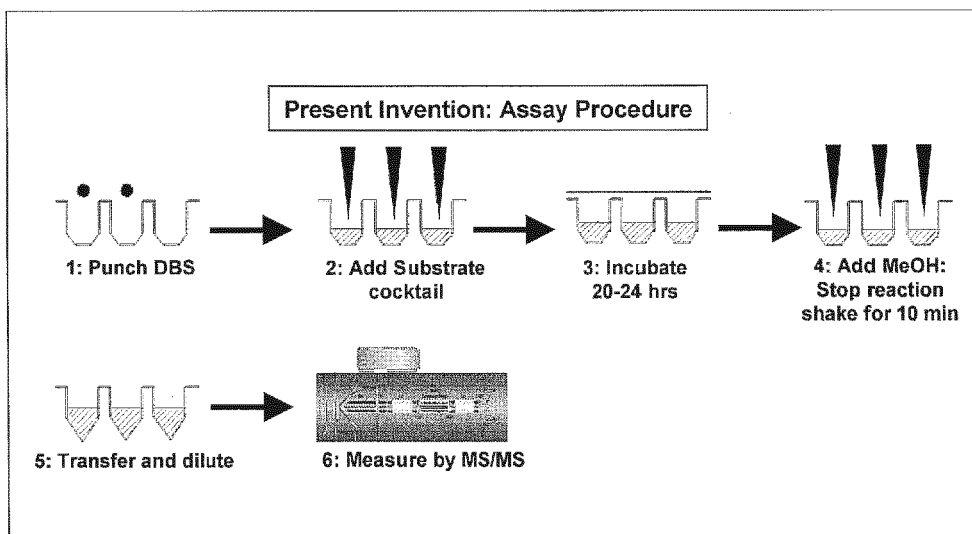 Present Invention: Assay Procedure
1: Punch DBS
2: Add Substrate
cocktail
3: Incubate
20-24 hrs
4: Add MeOH:
Stop reaction
shake for 10 min
5: Transfer and dilute
6: Measure by MS/MS